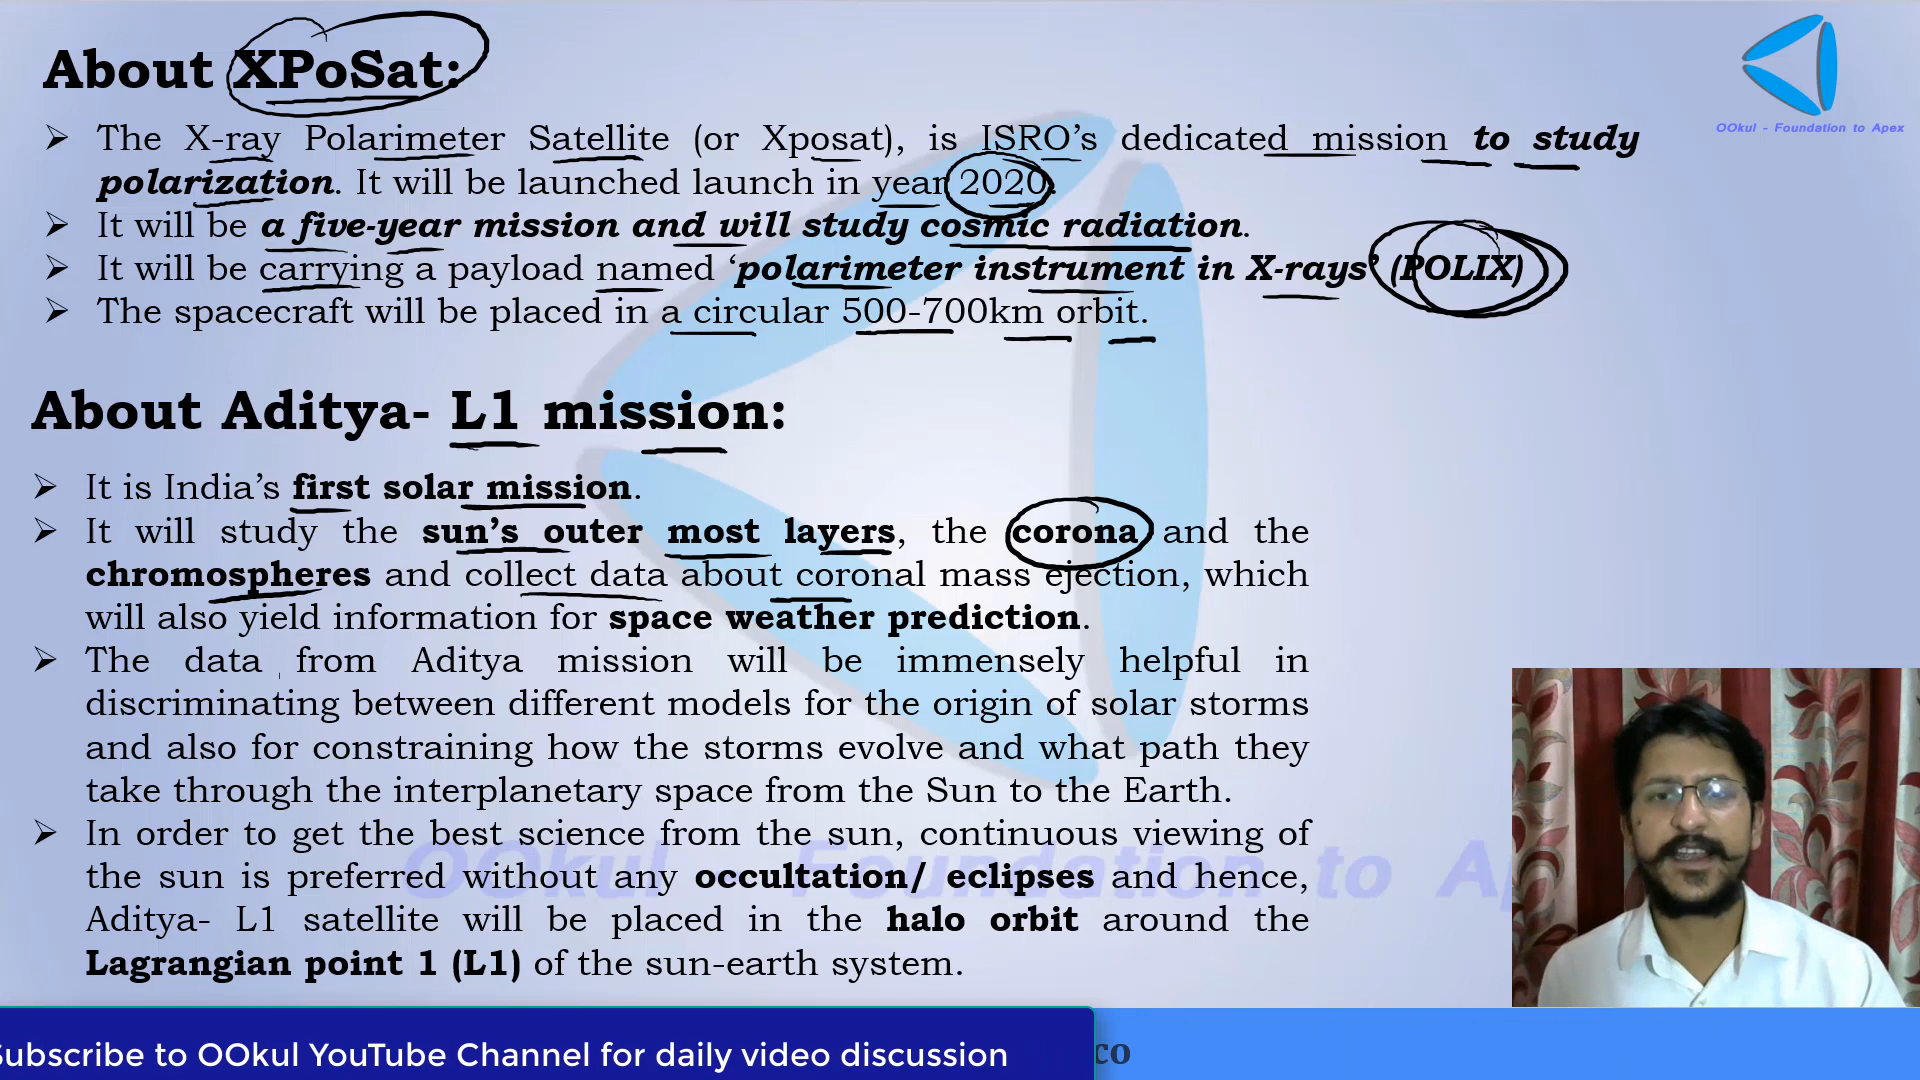 About XPoSat:
OOkul - Foundation to Apex
➢ The X-ray Polarimeter Satellite (or Xposat), is ISRO’s dedicated mission to study
polarization. It will be launched launch in year 2020.
➢ It will be a five-year mission and will study cosmic radiation.
➢ It will be carrying a payload named ‘polarimeter instrument in X-rays’ (POLIX)
➢ The spacecraft will be placed in a circular 500-700km orbit.
About Aditya- L1 mission:
➢ It is India’s first solar mission.
➢ It will study the sun’s outer most layers, the corona and the
chromospheres and collect data about coronal mass ejection, which
will also yield information for space weather prediction.
➢ The data from Aditya mission will be immensely helpful in
discriminating between different models for the origin of solar storms
and also for constraining how the storms evolve and what path they
take through the interplanetary space from the Sun to the Earth.
➢ In order to get the best science from the sun, continuous viewing of
the sun is preferred without any occultation/ eclipses and hence,
Aditya- L1 satellite will be placed in the halo orbit around the
Lagrangian point 1 (L1) of the sun-earth system.
OOkul - Foundation to Ap
Subscribe to OOkul YouTube Channel for daily video discussion
co